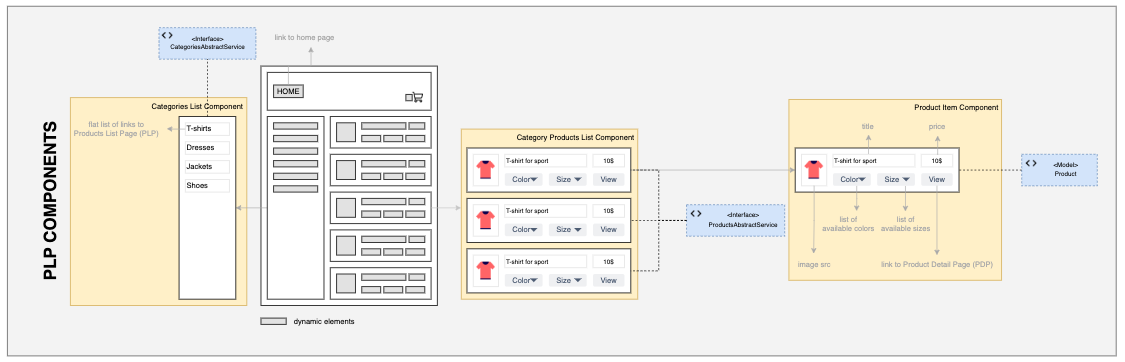 PLP COMPONENTS
<Interface>
CategoriesAbstractService
link to home page
Categories List Component
flat list of links to
Products List Page (PLP)
T-shirts
Dresses
Jackets
Shoes
HOME
dynamic elements
Category Products List Component
T-shirt for sport
10$
Color
Size
View
T-shirt for sport
10$
Color
Size
View
T-shirt for sport
10$
Color
Size
View
<Interface>
ProductsAbstractService
Product Item Component
title
price
T-shirt for sport
10$
Color
Size
View
list of
available colors
list of
available sizes
image src
link to Product Detail Page (PDP)
<Model>
Product